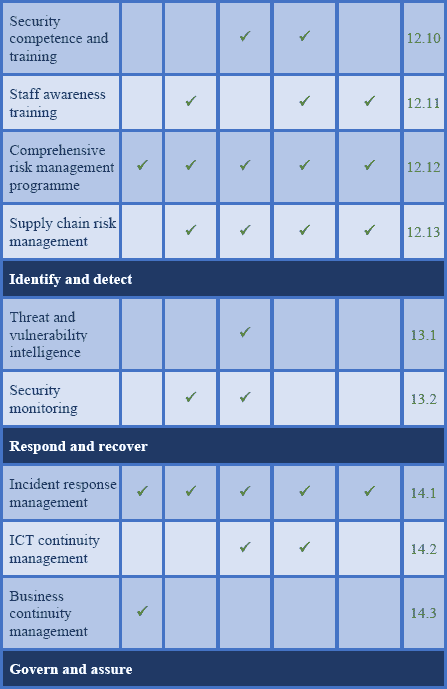 Security
competence and
training
✓ ✓
12.10
Staff awareness
training
✓ ✓ ✓
12.11
Comprehensive
risk management
programme
✓ ✓ ✓ ✓ ✓
12.12
Supply chain risk
management
✓ ✓ ✓ ✓
12.13
Identify and detect
Threat and
vulnerability
intelligence
✓
13.1
Security
monitoring
✓ ✓
13.2
Respond and recover
Incident response
management
✓ ✓ ✓ ✓ ✓
14.1
ICT continuity
management
✓ ✓
14.2
Business
continuity
management
✓
14.3
Govern and assure